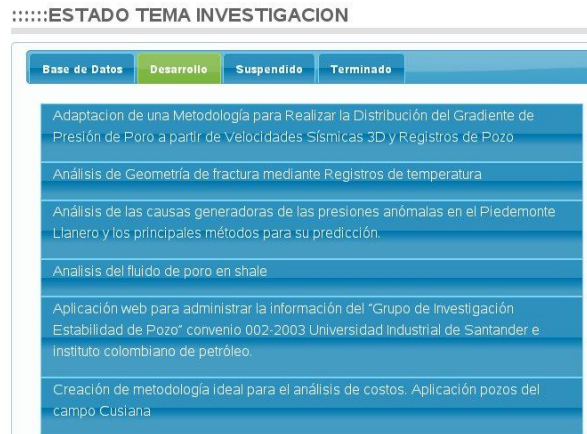 ::::::ESTADO TEMA INVESTIGACION
Base de Datos Desarrollo Suspendido Terminado
Adaptacion de una Metodología para Realizar la Distribución del Gradiente de
Presión de Poro a partir de Velocidades Sísmicas 3D y Registros de Pozo
Análisis de Geometría de fractura mediante Registros de temperatura
Análisis de las causas generadoras de las presiones anómalas en el Piedemonte
Llanero y los principales métodos para su predicción.
Analisis del fluido de poro en shale
Aplicación web para administrar la información del "Grupo de Investigación
Estabilidad de Pozo" convenio 002-2003 Universidad Industrial de Santander e
instituto colombiano de petróleo.
Creación de metodología ideal para el análisis de costos. Aplicación pozos del
campo Cusiana